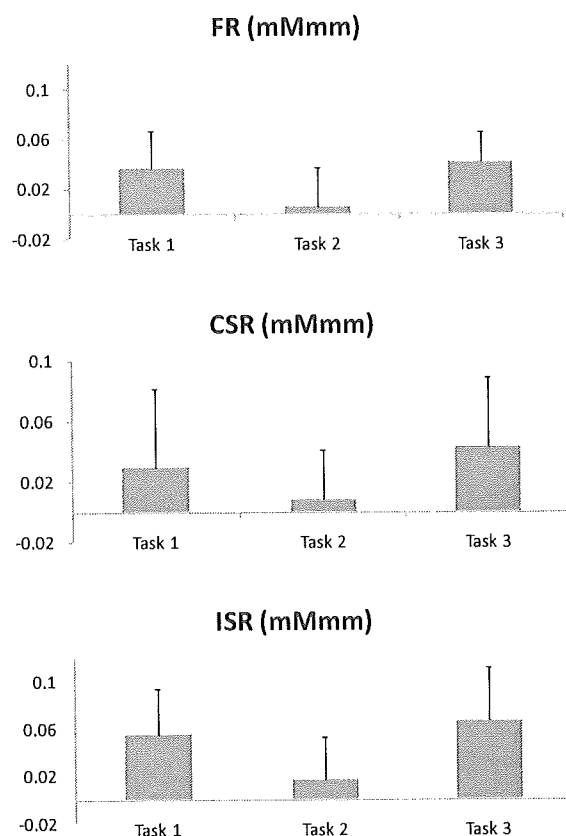 FR (mMmm)
0.1
0.06
0.02
-0.02
Task 1 Task 2 Task 3
CSR (mMmm)
0.1
0.06
0.02
-0.02
Task 1 Task 2 Task 3
ISR (mMmm)
0.1
0.06
0.02
-0.02
Task 1 Task 2 Task 3